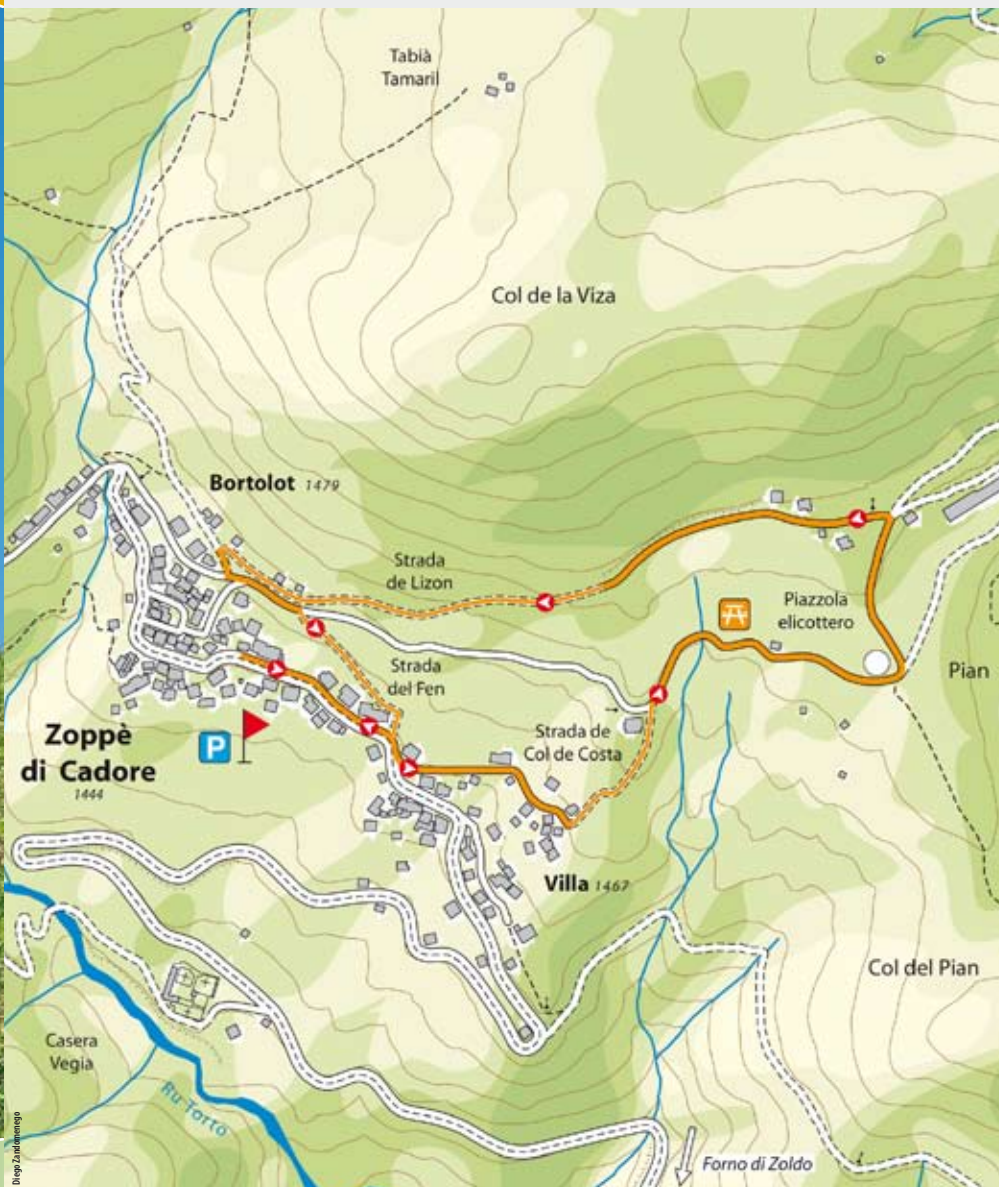 Tabià
Tamaril
Col de la Viza
Bortolot 1479
Strada
de Lizon
Piazzola
elicottero
Strada
del Fen
Pian
Strada de
Col de Costa
P
Zoppè
di Cadore
1444
Villa 1467
Col del Pian
Casera
Vegia
Ru Torto
Forno di Zoldo
Diego Zandomenego